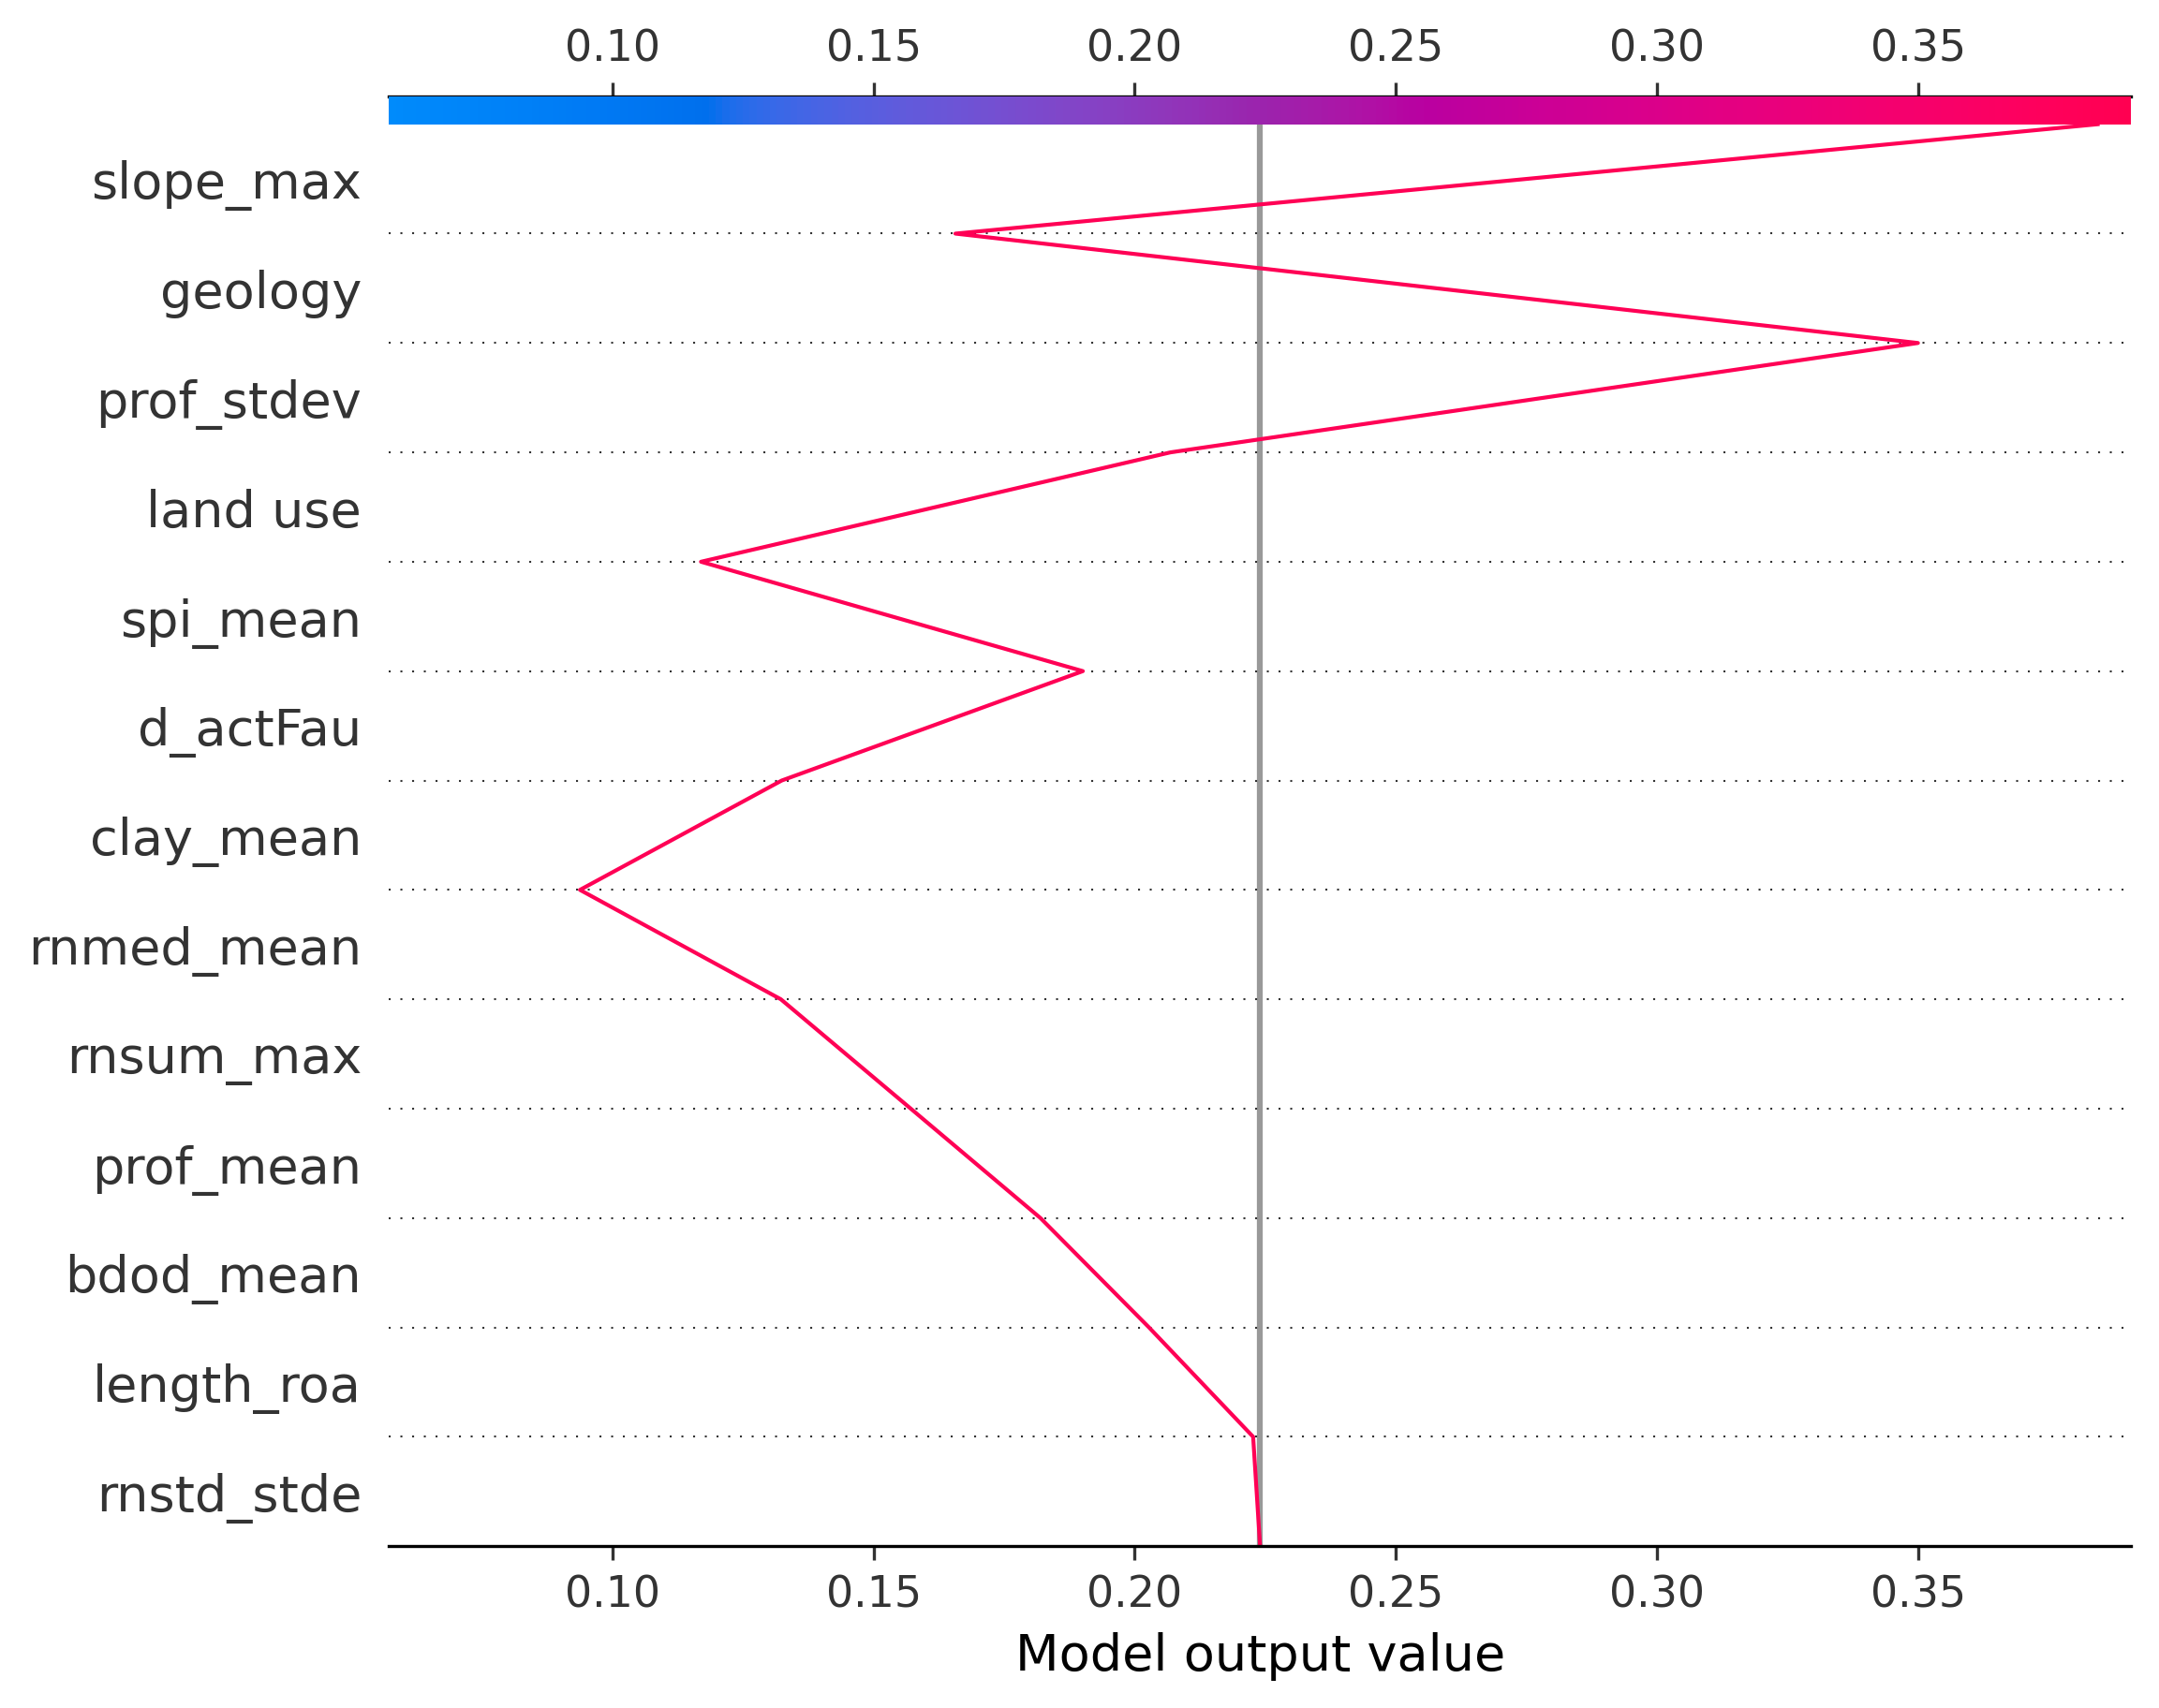 0.10 0.15 0.20 0.25 0.30 0.35
slope_max
geology
prof_stdev
land use
spi_mean
d_actFau
clay_mean
rnmed_mean
rnsum_max
prof_mean
bdod_mean
length_roa
rnstd_stde
0.10 0.15 0.20 0.25 0.30 0.35
Model output value